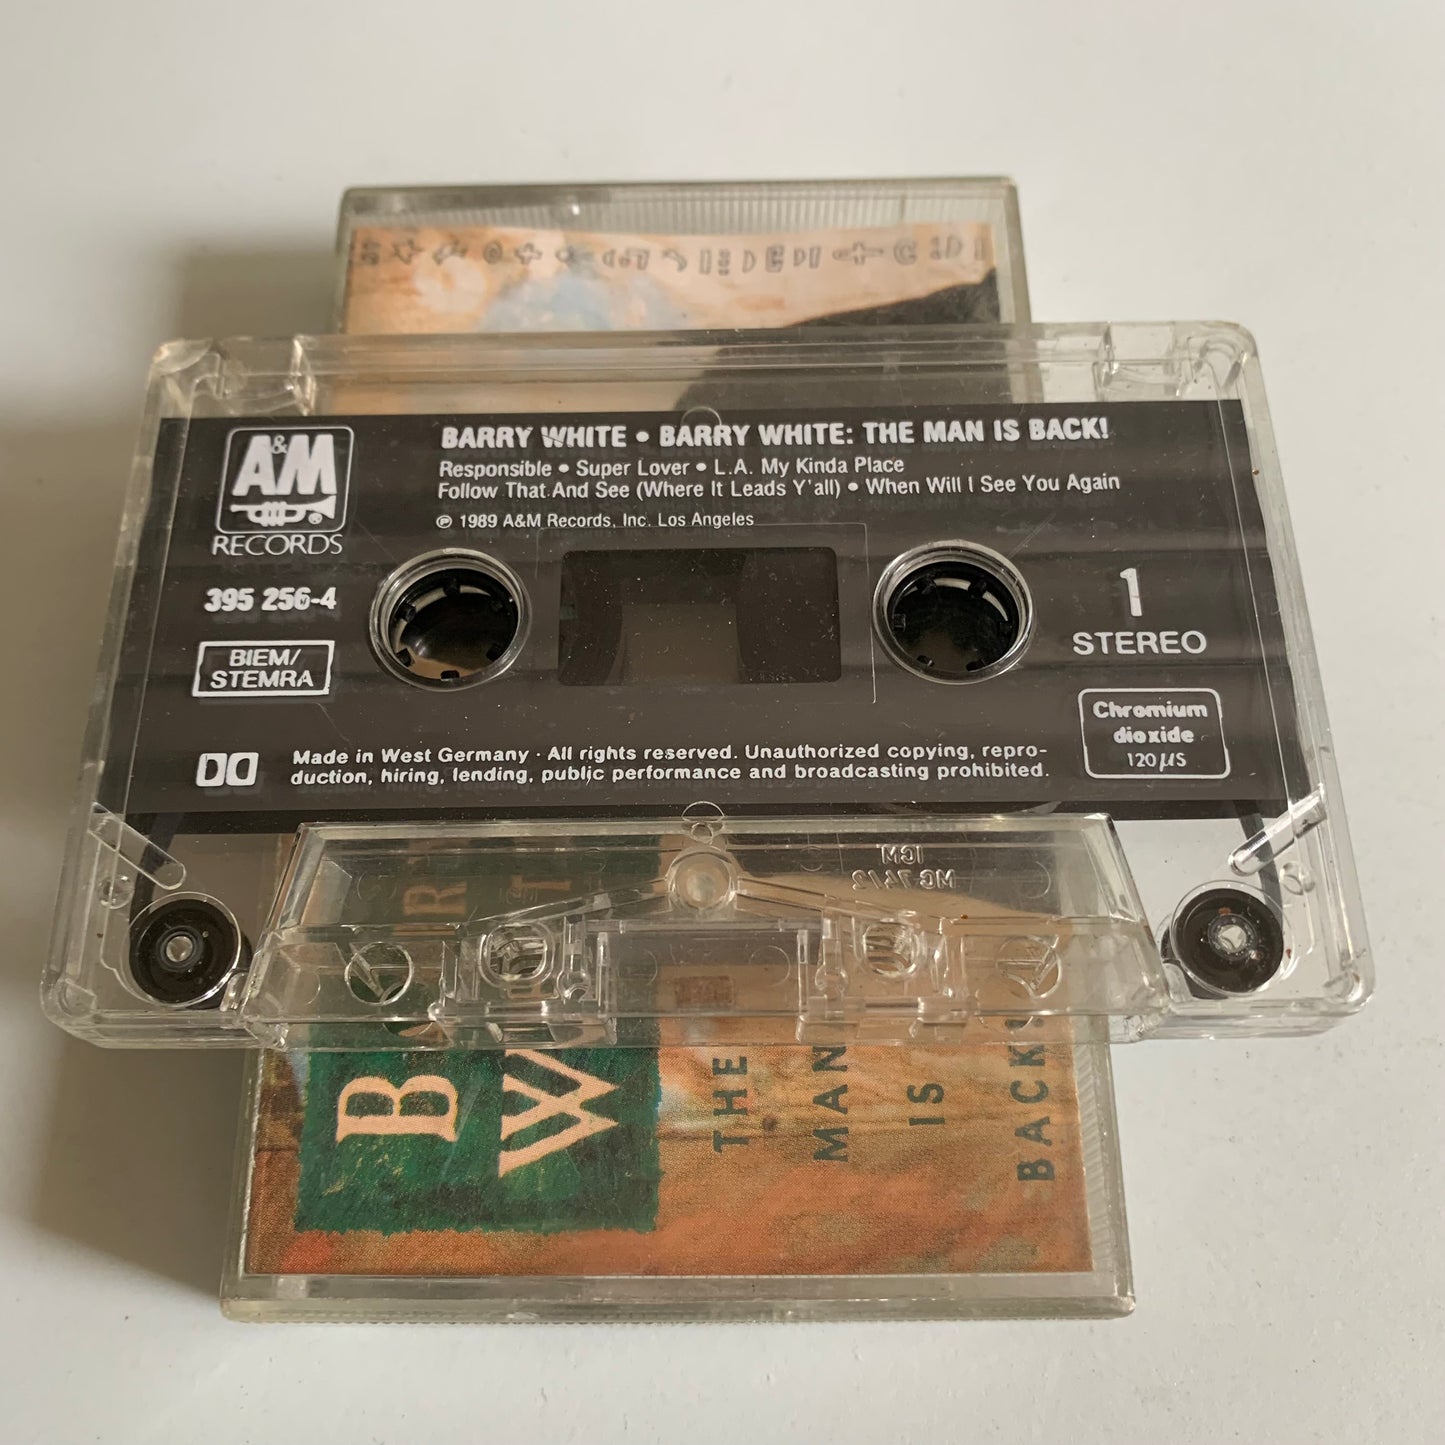 A&M
®
RECORDS
395 256-4
BIEM/
STEMRA
BARRY WHITE • BARRY WHITE: THE MAN IS BACK!
Responsible • Super Lover • L.A. My Kinda Place
Follow That And See (Where It Leads Y'all) • When Will I See You Again
℗ 1989 A&M Records, Inc. Los Angeles
1
STEREO
Chromium
dioxide
120 µS
Made in West Germany · All rights reserved. Unauthorized copying, repro-
duction, hiring, lending, public performance and broadcasting prohibited.
ICM
MC 74/2
THE
MAN
IS
BACK!